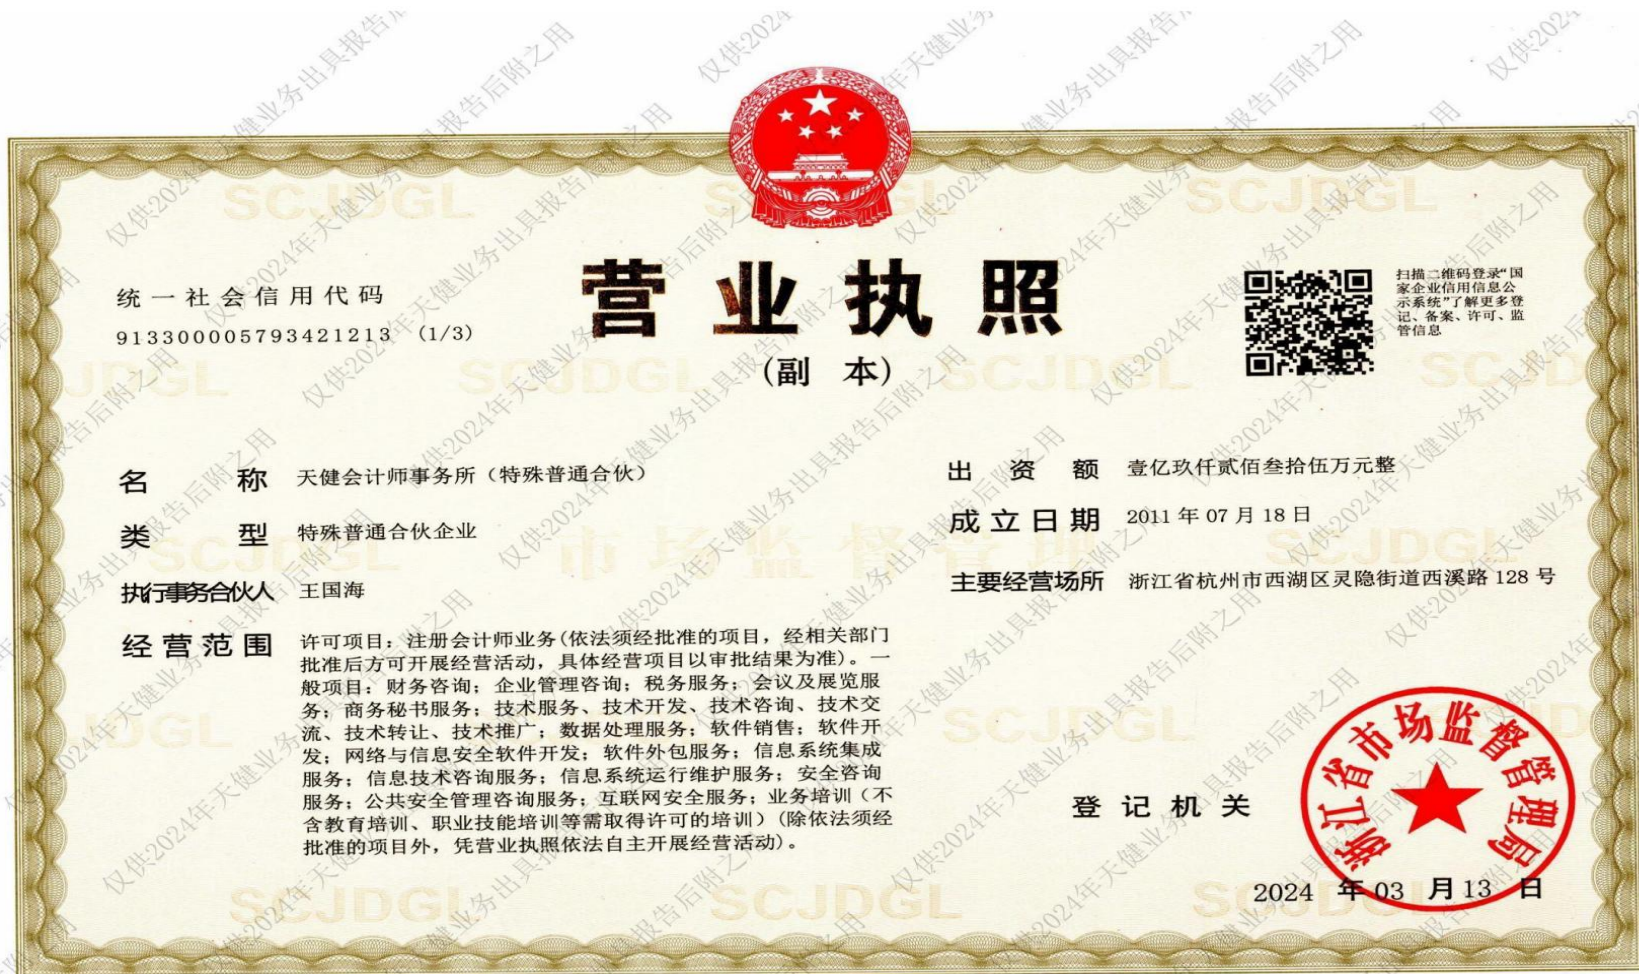 营业执照
(副 本)
统一社会信用代码
913300005793421213 (1/3)
扫描二维码登录“国
家企业信用信息公
示系统”了解更多登
记、备案、许可、监
管信息
名 称 天健会计师事务所（特殊普通合伙）
类 型 特殊普通合伙企业
执行事务合伙人 王国海
经营范围 许可项目：注册会计师业务(依法须经批准的项目，经相关部门
批准后方可开展经营活动，具体经营项目以审批结果为准)。一
般项目：财务咨询；企业管理咨询；税务服务；会议及展览服
务；商务秘书服务；技术服务、技术开发、技术咨询、技术交
流、技术转让、技术推广；数据处理服务；软件销售；软件开
发；网络与信息安全软件开发；软件外包服务；信息系统集成
服务；信息技术咨询服务；信息系统运行维护服务；安全咨询
服务；公共安全管理咨询服务；互联网安全服务；业务培训（不
含教育培训、职业技能培训等需取得许可的培训）(除依法须经
批准的项目外，凭营业执照依法自主开展经营活动)。
出 资 额 壹亿玖仟贰佰叁拾伍万元整
成立日期 2011 年 07 月 18 日
主要经营场所 浙江省杭州市西湖区灵隐街道西溪路 128 号
登记机关
浙江省市场监督管理局
2024 年 03 月 13 日
SCJDGL
市场监督管理
仅供2024年天健业务出具报告后附之用